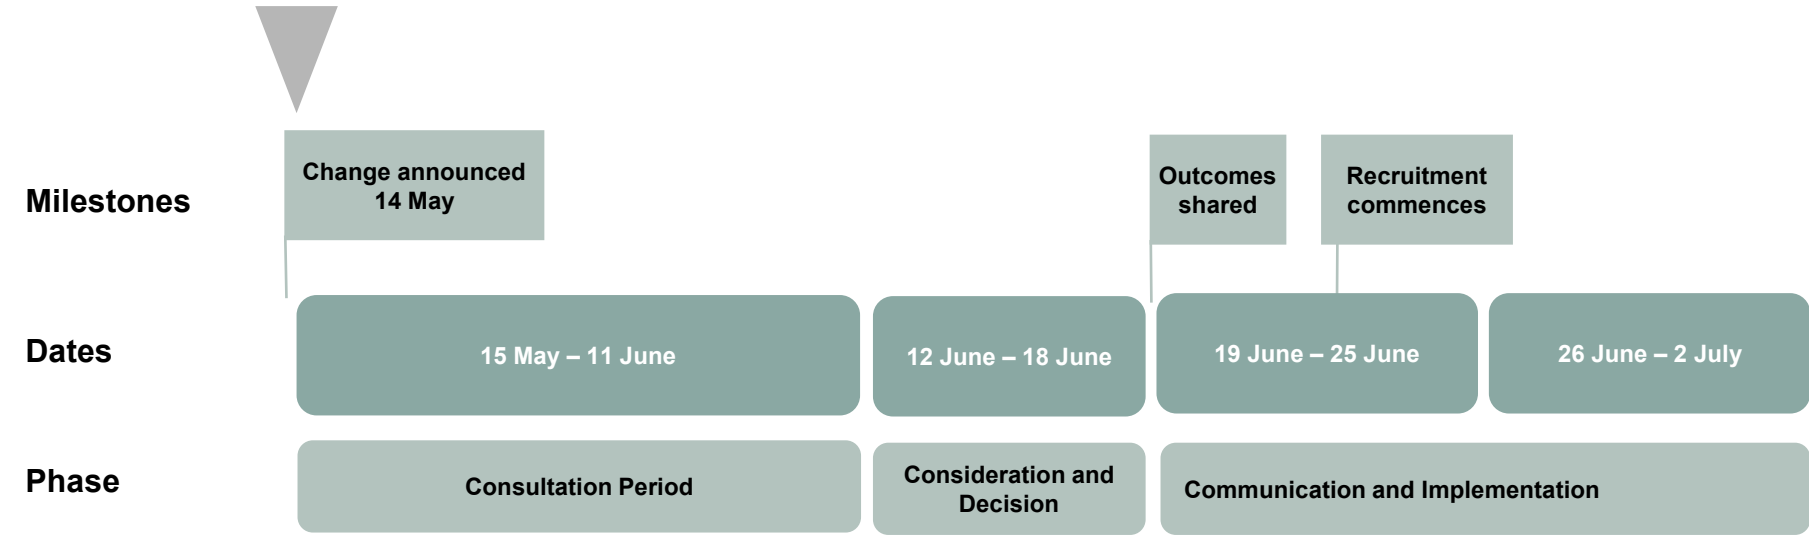 Milestones
Change announced
14 May
Outcomes
shared
Recruitment
commences
Dates
15 May – 11 June
12 June – 18 June
19 June – 25 June
26 June – 2 July
Phase
Consultation Period
Consideration and
Decision
Communication and Implementation